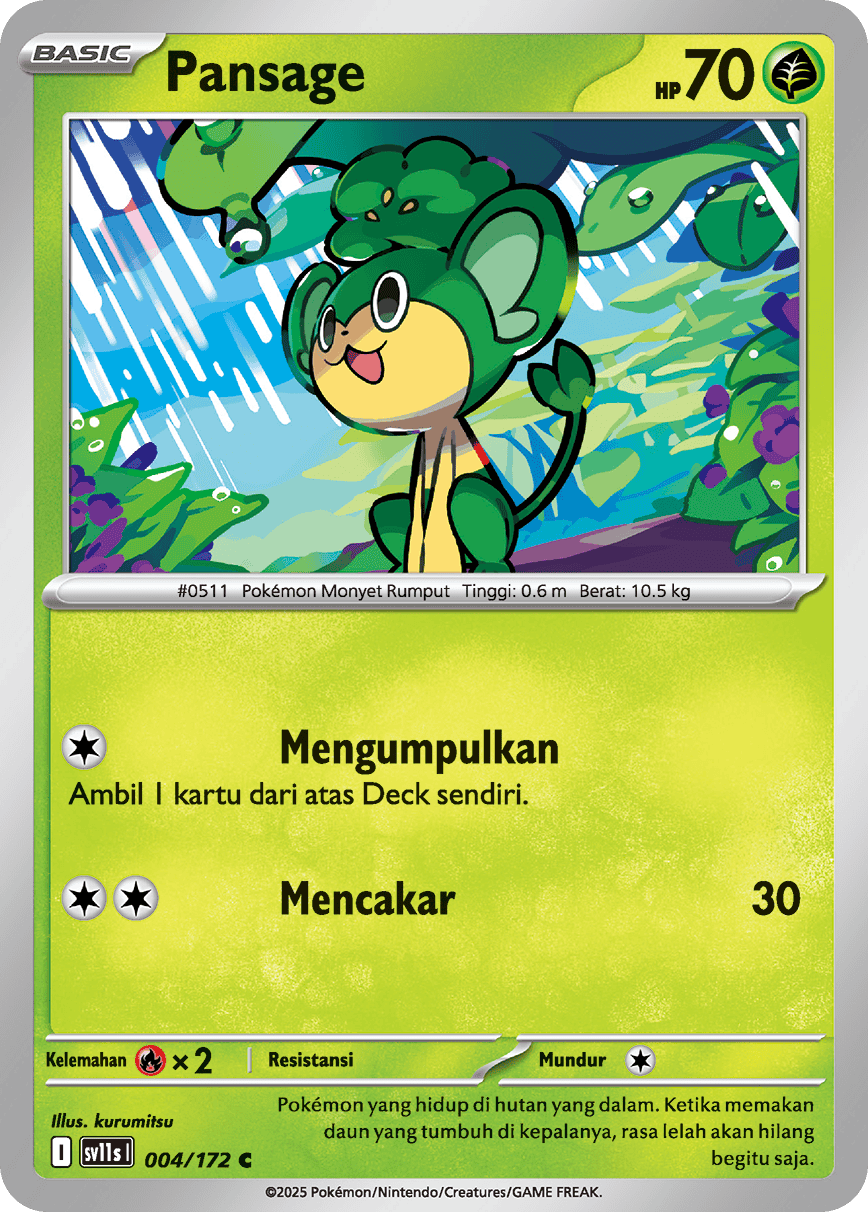 BASIC
Pansage
HP 70
#0511 Pokémon Monyet Rumput Tinggi: 0.6 m Berat: 10.5 kg
Mengumpulkan
Ambil 1 kartu dari atas Deck sendiri.
Mencakar 30
Kelemahan ×2 Resistansi Mundur
Illus. kurumitsu
Pokémon yang hidup di hutan yang dalam. Ketika memakan
daun yang tumbuh di kepalanya, rasa lelah akan hilang
begitu saja.
I sv11s I 004/172 C
©2025 Pokémon/Nintendo/Creatures/GAME FREAK.